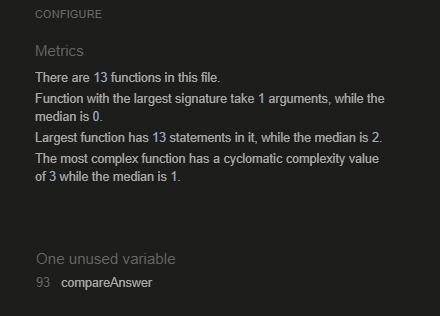 CONFIGURE
Metrics
There are 13 functions in this file.
Function with the largest signature take 1 arguments, while the
median is 0.
Largest function has 13 statements in it, while the median is 2.
The most complex function has a cyclomatic complexity value
of 3 while the median is 1.
One unused variable
93 compareAnswer